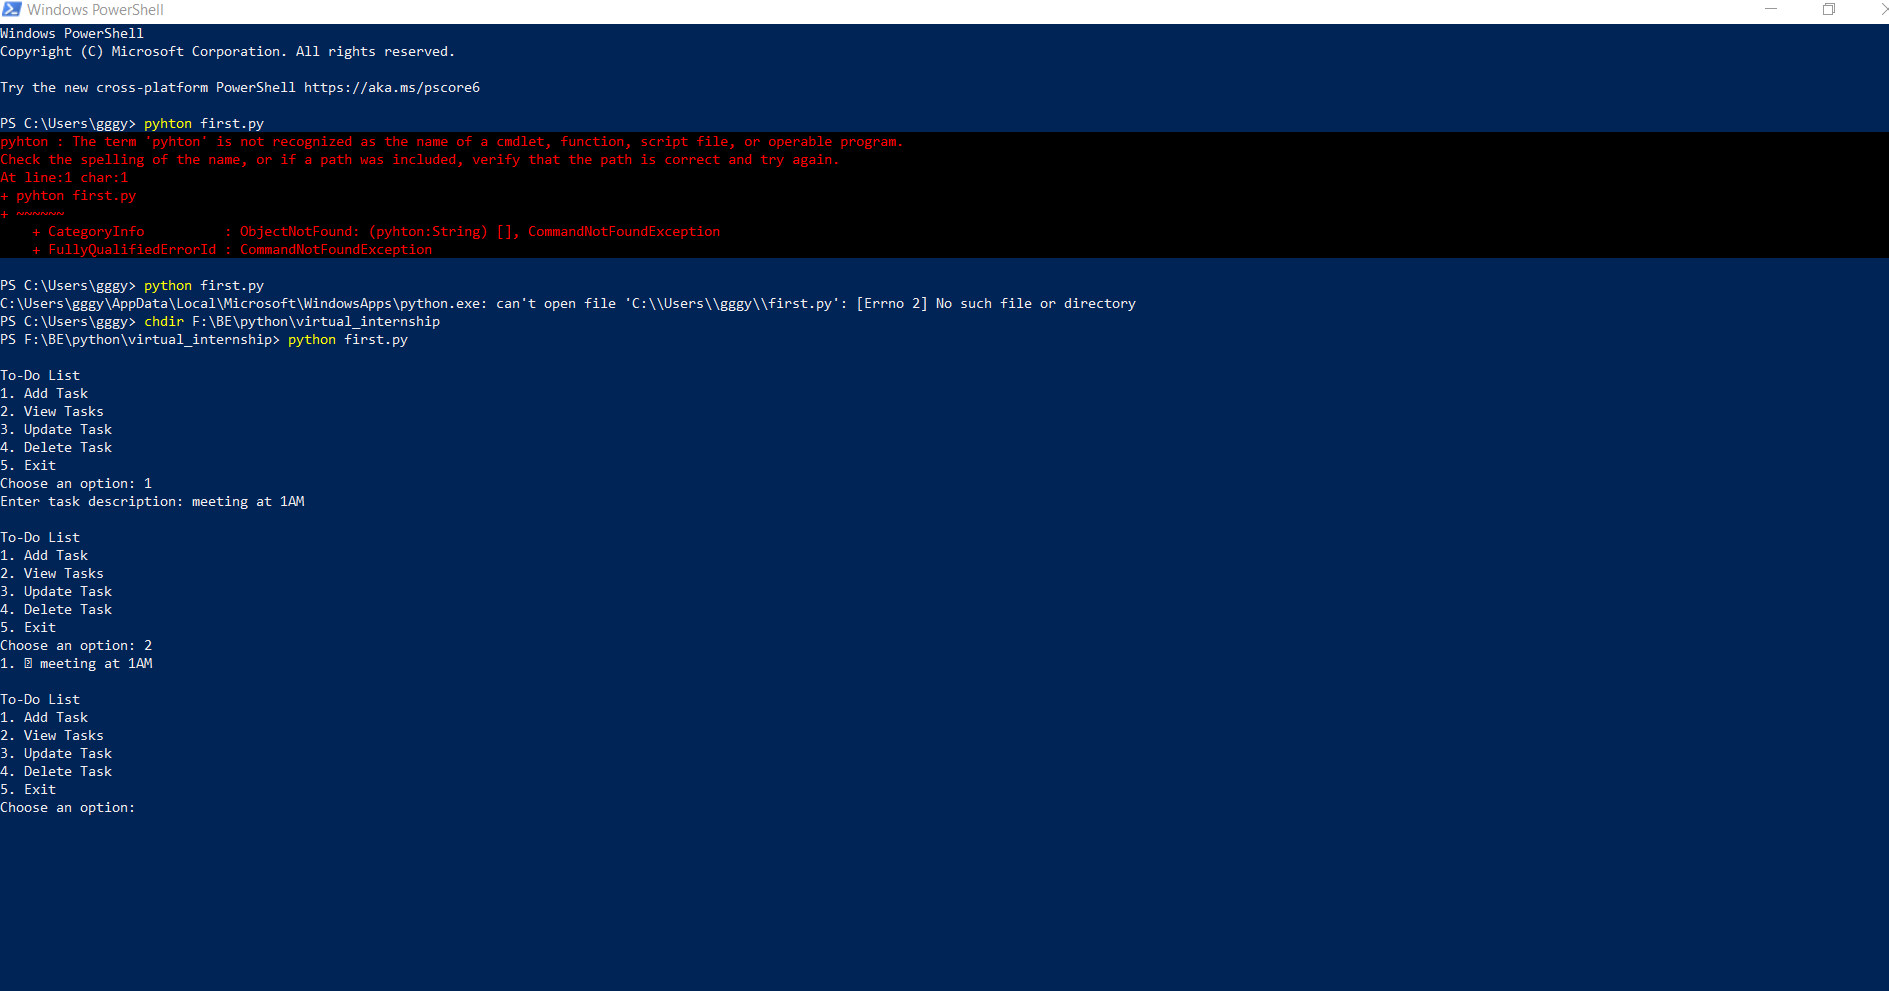 Windows PowerShell
Windows PowerShell
Copyright (C) Microsoft Corporation. All rights reserved.
Try the new cross-platform PowerShell https://aka.ms/pscore6
PS C:\Users\gggy> pyhton first.py
pyhton : The term 'pyhton' is not recognized as the name of a cmdlet, function, script file, or operable program.
Check the spelling of the name, or if a path was included, verify that the path is correct and try again.
At line:1 char:1
+ pyhton first.py
+ ~~~~~~
    + CategoryInfo          : ObjectNotFound: (pyhton:String) [], CommandNotFoundException
    + FullyQualifiedErrorId : CommandNotFoundException
PS C:\Users\gggy> python first.py
C:\Users\gggy\AppData\Local\Microsoft\WindowsApps\python.exe: can't open file 'C:\\Users\\gggy\\first.py': [Errno 2] No such file or directory
PS C:\Users\gggy> chdir F:\BE\python\virtual_internship
PS F:\BE\python\virtual_internship> python first.py
To-Do List
1. Add Task
2. View Tasks
3. Update Task
4. Delete Task
5. Exit
Choose an option: 1
Enter task description: meeting at 1AM
To-Do List
1. Add Task
2. View Tasks
3. Update Task
4. Delete Task
5. Exit
Choose an option: 2
1. meeting at 1AM
To-Do List
1. Add Task
2. View Tasks
3. Update Task
4. Delete Task
5. Exit
Choose an option: